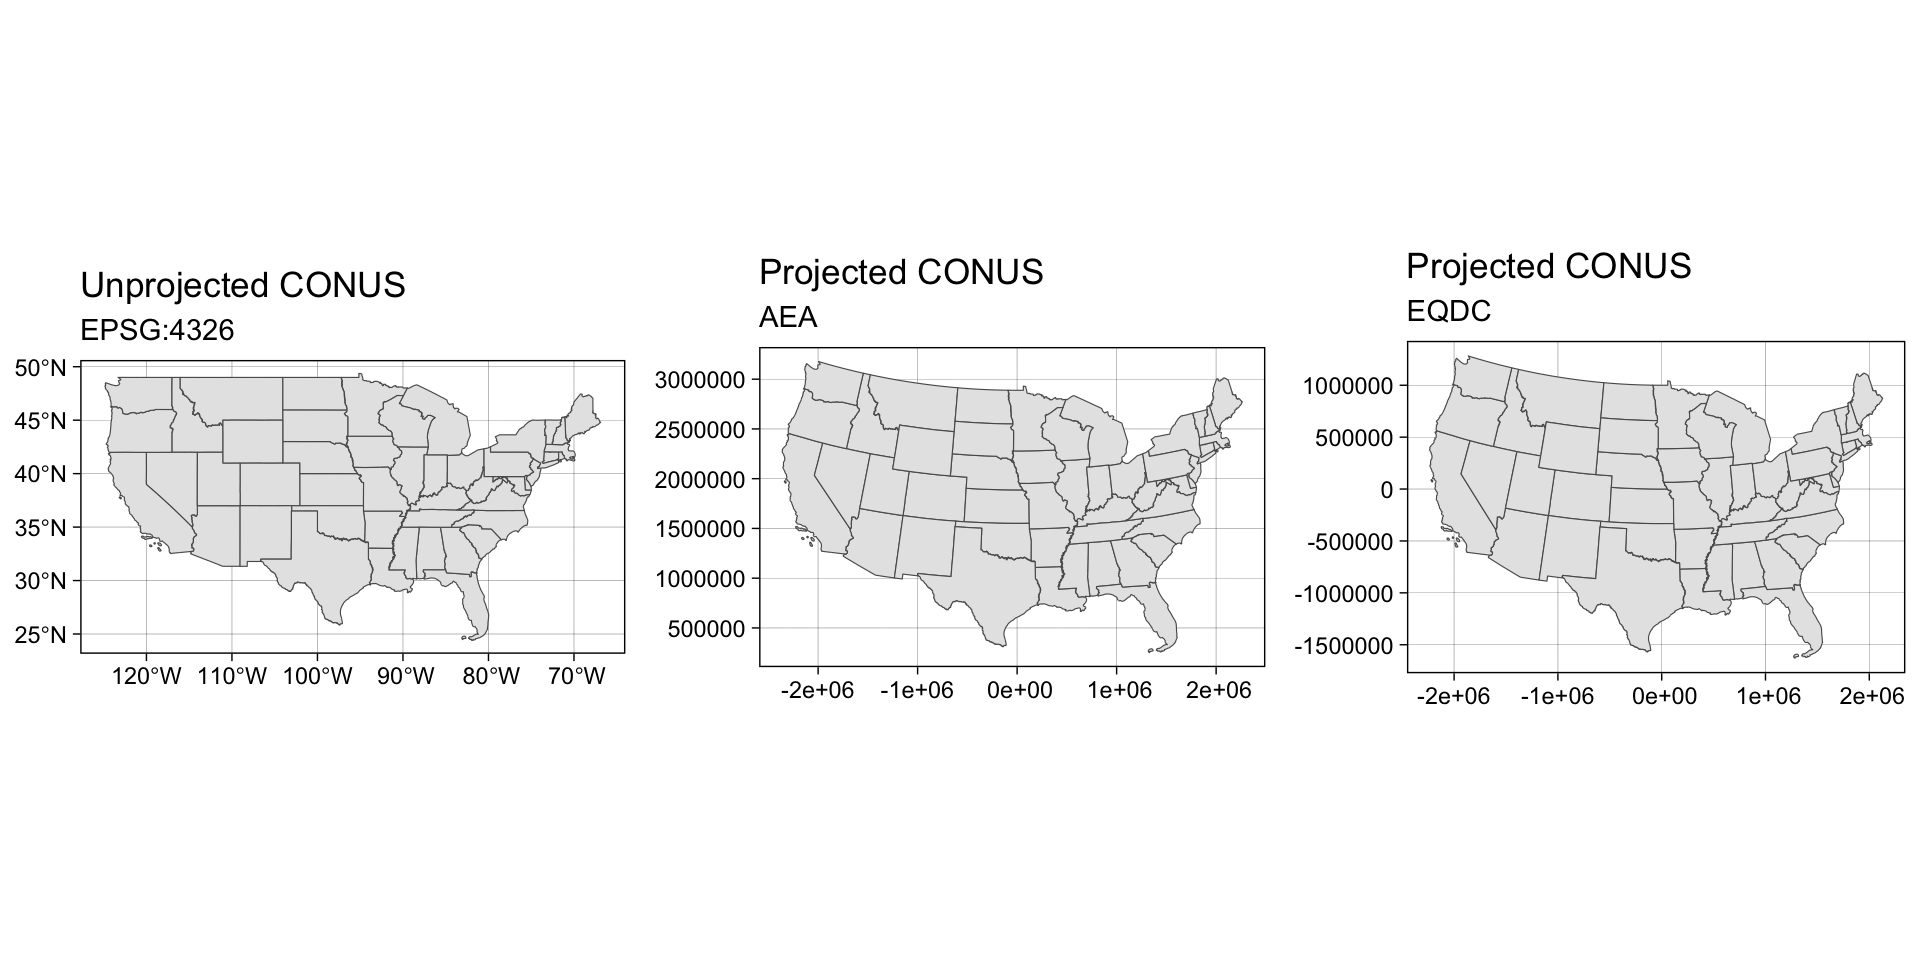 Unprojected CONUS
EPSG:4326
50°N
45°N
40°N
35°N
30°N
25°N
120°W 110°W 100°W 90°W 80°W 70°W
Projected CONUS
AEA
3000000
2500000
2000000
1500000
1000000
500000
-2e+06 -1e+06 0e+00 1e+06 2e+06
Projected CONUS
EQDC
1000000
500000
0
-500000
-1000000
-1500000
-2e+06 -1e+06 0e+00 1e+06 2e+06